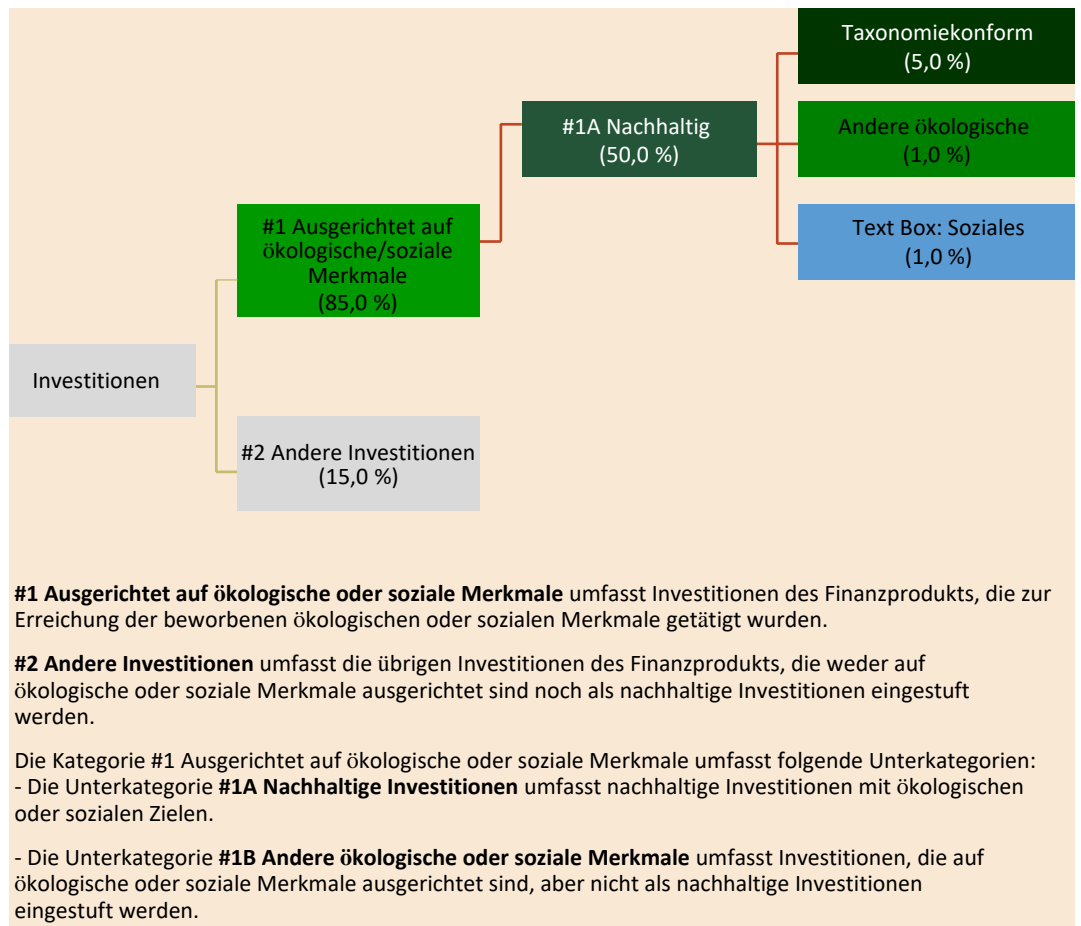 Taxonomiekonform
(5,0 %)
#1A Nachhaltig
(50,0 %)
Andere ökologische
(1,0 %)
#1 Ausgerichtet auf
ökologische/soziale
Merkmale
(85,0 %)
Text Box: Soziales
(1,0 %)
Investitionen
#2 Andere Investitionen
(15,0 %)
#1 Ausgerichtet auf ökologische oder soziale Merkmale umfasst Investitionen des Finanzprodukts, die zur
Erreichung der beworbenen ökologischen oder sozialen Merkmale getätigt wurden.
#2 Andere Investitionen umfasst die übrigen Investitionen des Finanzprodukts, die weder auf
ökologische oder soziale Merkmale ausgerichtet sind noch als nachhaltige Investitionen eingestuft
werden.
Die Kategorie #1 Ausgerichtet auf ökologische oder soziale Merkmale umfasst folgende Unterkategorien:
- Die Unterkategorie #1A Nachhaltige Investitionen umfasst nachhaltige Investitionen mit ökologischen
oder sozialen Zielen.
- Die Unterkategorie #1B Andere ökologische oder soziale Merkmale umfasst Investitionen, die auf
ökologische oder soziale Merkmale ausgerichtet sind, aber nicht als nachhaltige Investitionen
eingestuft werden.